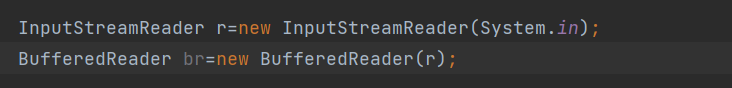 InputStreamReader r=new InputStreamReader(System.in);
BufferedReader br=new BufferedReader(r);